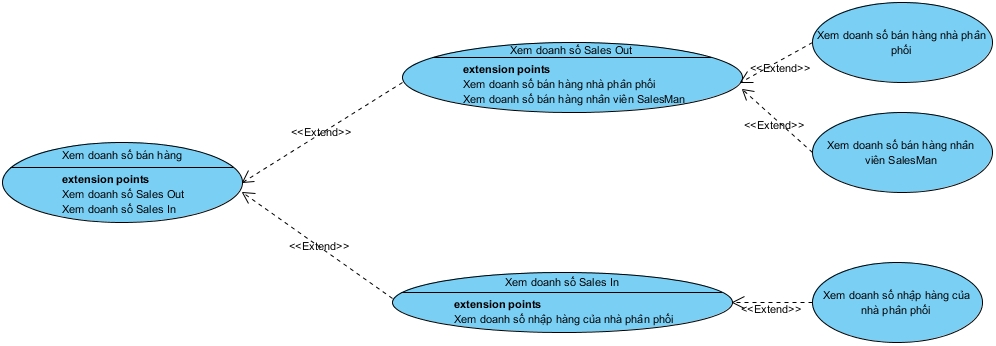 Xem doanh số bán hàng
extension points
Xem doanh số Sales Out
Xem doanh số Sales In
<<Extend>>
<<Extend>>
Xem doanh số Sales Out
extension points
Xem doanh số bán hàng nhà phân phối
Xem doanh số bán hàng nhân viên SalesMan
<<Extend>>
<<Extend>>
Xem doanh số bán hàng nhà phân
phối
Xem doanh số bán hàng nhân
viên SalesMan
Xem doanh số Sales In
extension points
Xem doanh số nhập hàng của nhà phân phối
<<Extend>>
Xem doanh số nhập hàng của
nhà phân phối